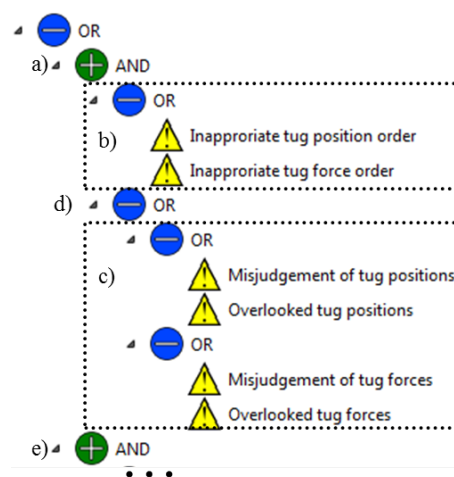 OR
a) AND
OR
b)
Inapproriate tug position order
Inapproriate tug force order
d) OR
OR
c)
Misjudgement of tug positions
Overlooked tug positions
OR
Misjudgement of tug forces
Overlooked tug forces
e) AND
...